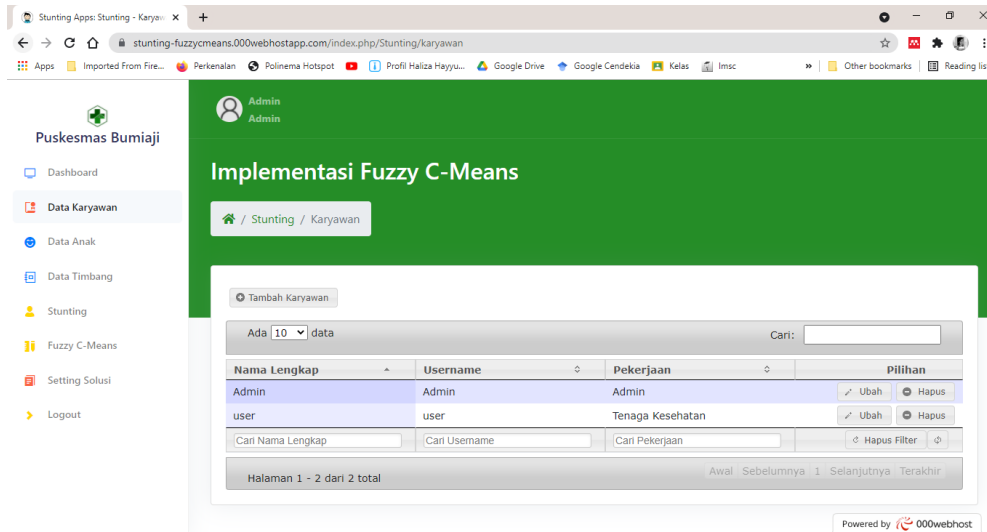 Stunting Apps: Stunting - Karyaw
stunting-fuzzycmeans.000webhostapp.com/index.php/Stunting/karyawan
Apps Imported From Fire... Perkenalan Polinema Hotspot Profil Haliza Hayyu... Google Drive Google Cendekia Kelas Imsc » Other bookmarks Reading lis
Puskesmas Bumiaji
Dashboard
Data Karyawan
Data Anak
Data Timbang
Stunting
Fuzzy C-Means
Setting Solusi
Logout
Admin
Admin
Implementasi Fuzzy C-Means
/ Stunting / Karyawan
Tambah Karyawan
Ada 10 data Cari:
Nama Lengkap Username Pekerjaan Pilihan
Admin Admin Admin Ubah Hapus
user user Tenaga Kesehatan Ubah Hapus
Cari Nama Lengkap Cari Username Cari Pekerjaan Hapus Filter
Halaman 1 - 2 dari 2 total Awal Sebelumnya 1 Selanjutnya Terakhir
Powered by 000webhost